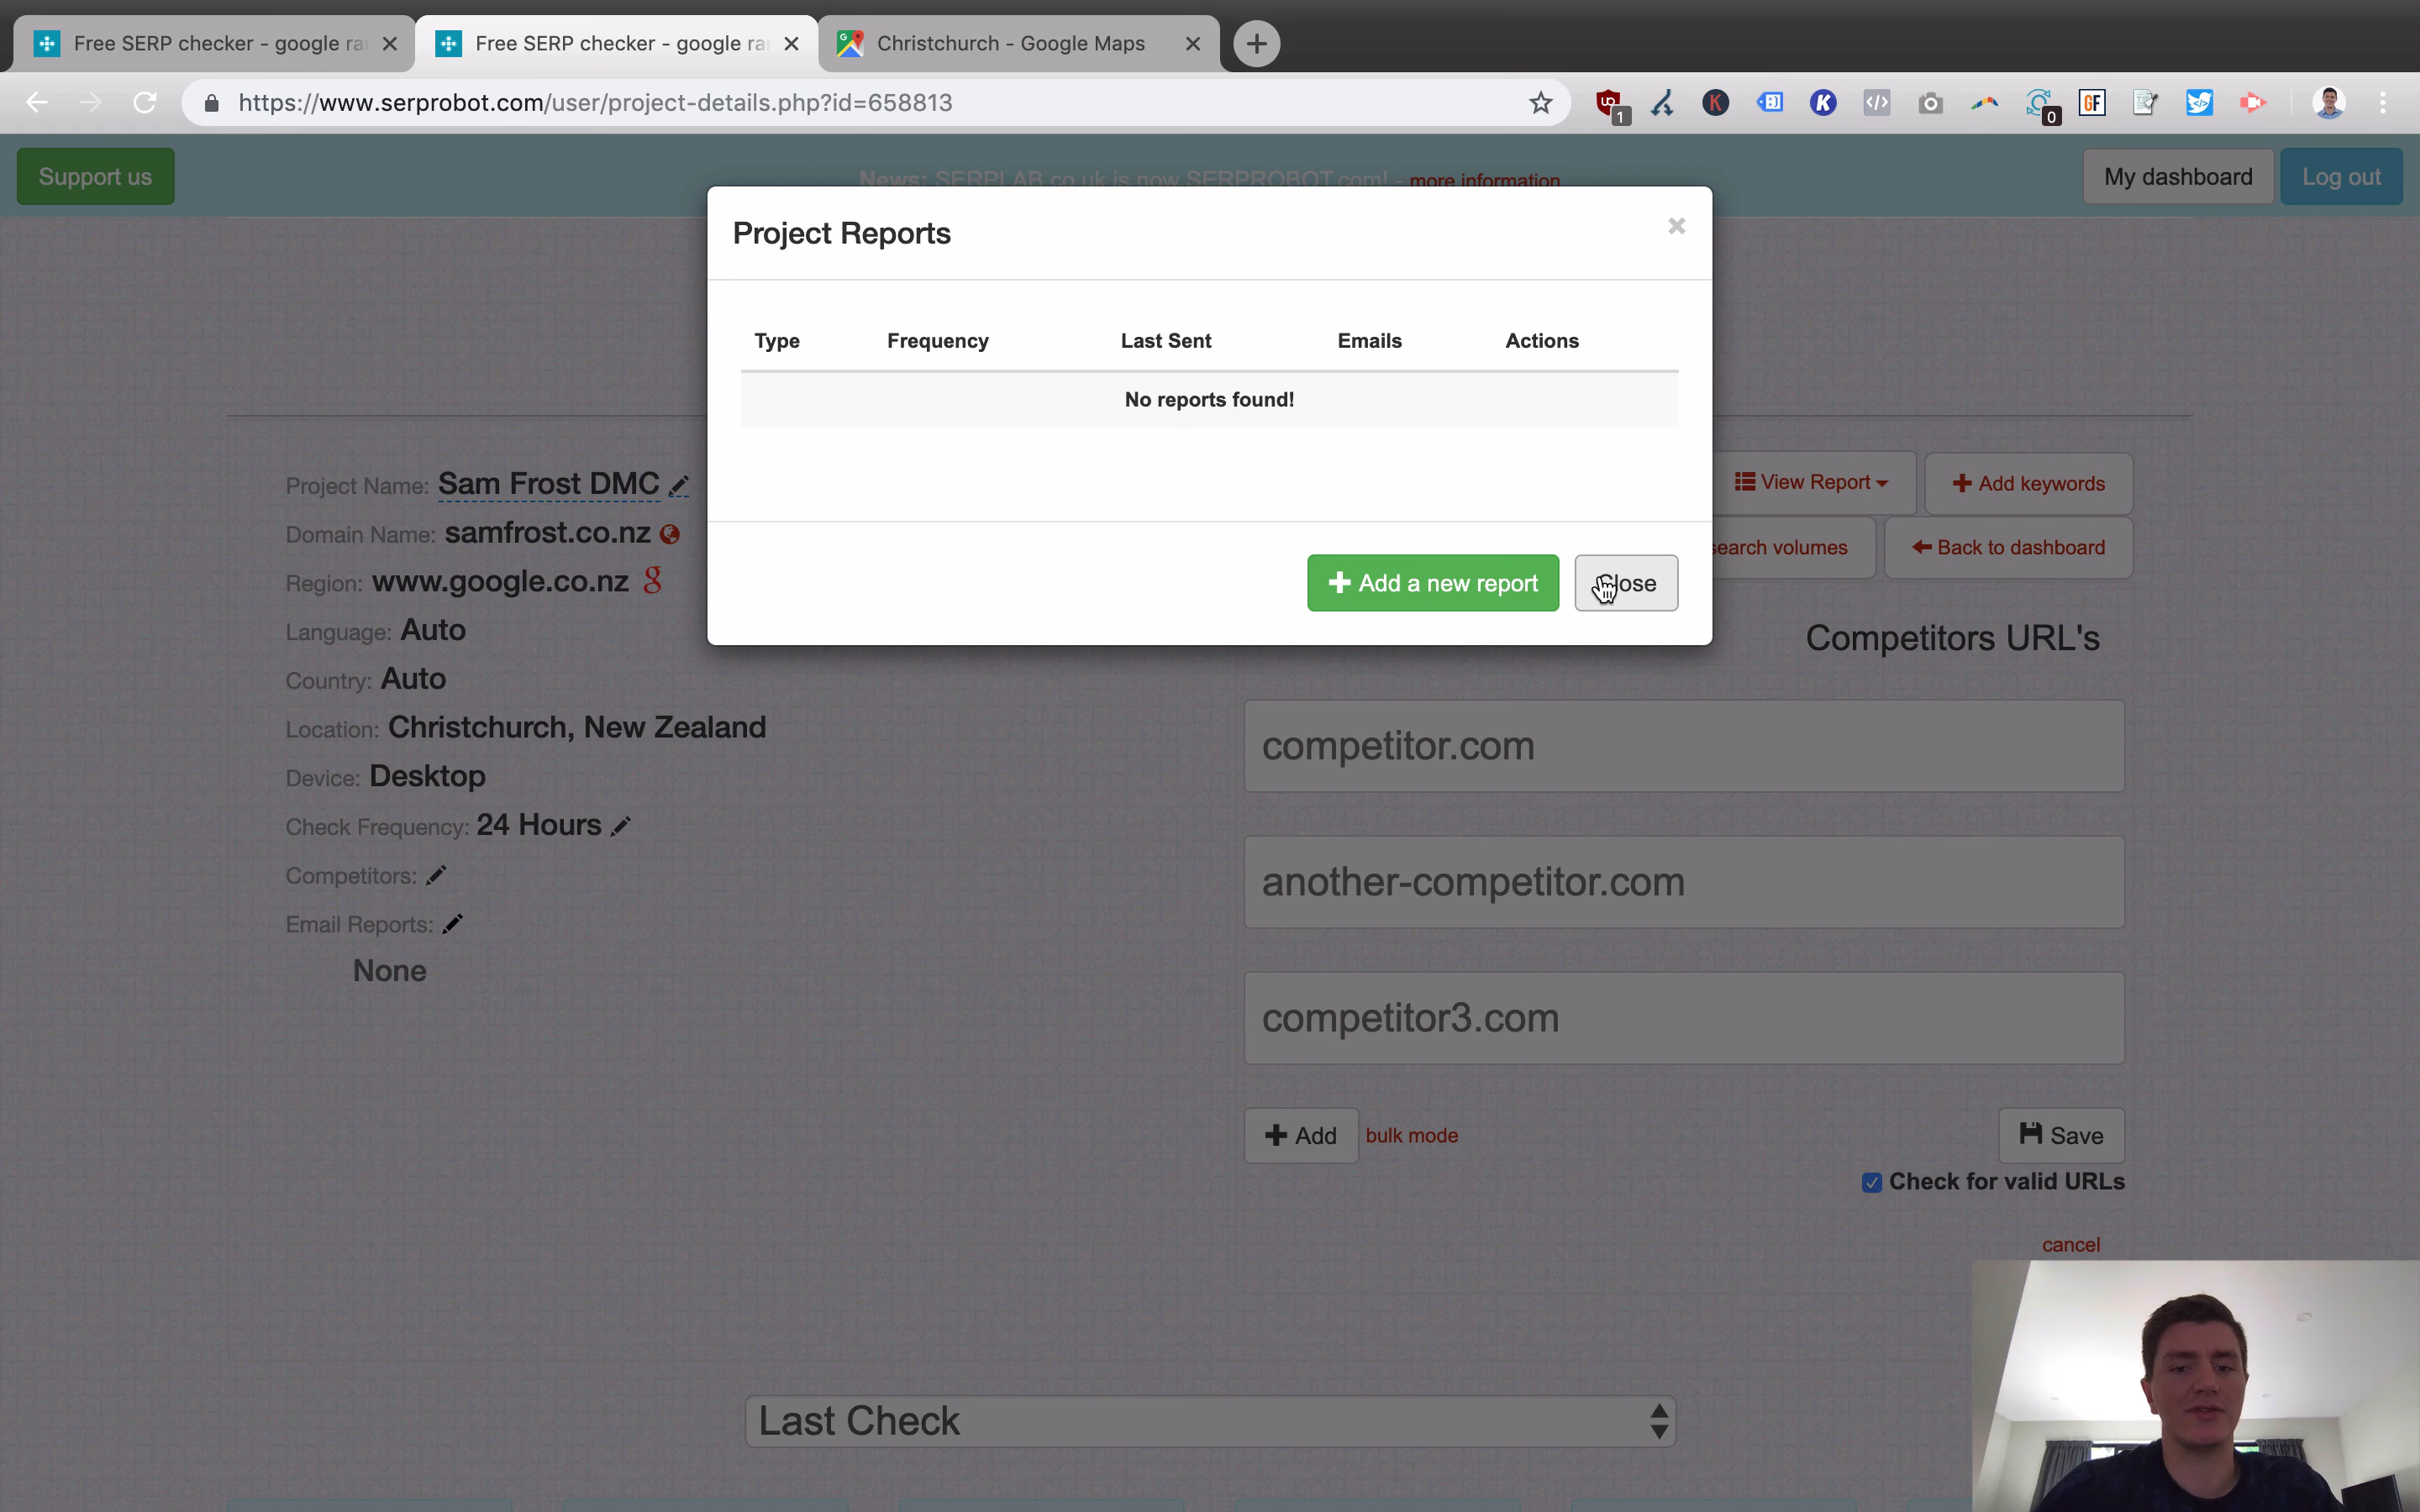 Free SERP checker - google ra
Free SERP checker - google ra
Christchurch - Google Maps
https://www.serprobot.com/user/project-details.php?id=658813
1
0
GF
Support us
News: SERPLAB.co.uk is now SERPROBOT.com! - more information
My dashboard
Log out
Project Reports
Type Frequency Last Sent Emails Actions
No reports found!
Add a new report
Close
Project Name: Sam Frost DMC
Domain Name: samfrost.co.nz
Region: www.google.co.nz
Language: Auto
Country: Auto
Location: Christchurch, New Zealand
Device: Desktop
Check Frequency: 24 Hours
Competitors:
Email Reports:
None
View Report
Add keywords
search volumes
Back to dashboard
Competitors URL's
competitor.com
another-competitor.com
competitor3.com
Add bulk mode
Save
Check for valid URLs
cancel
Last Check